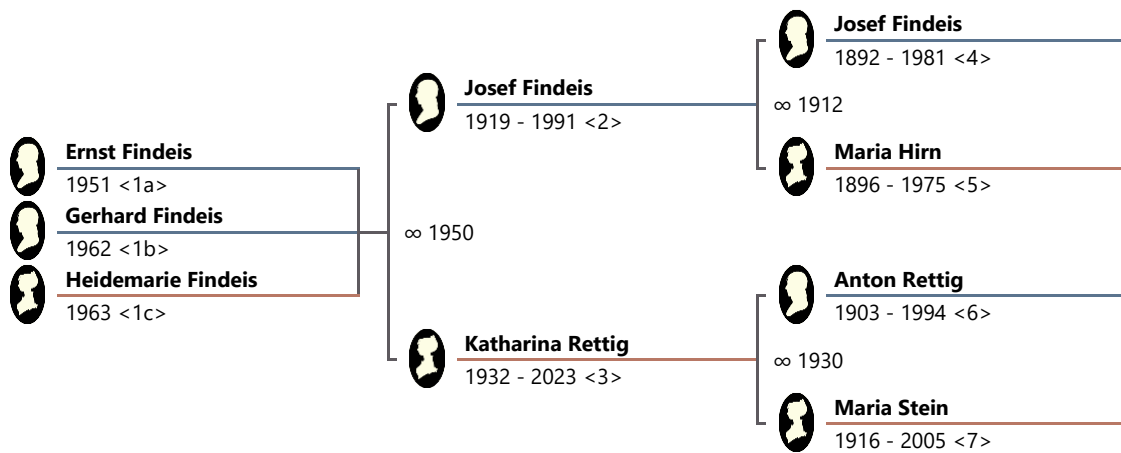 Ernst Findeis
1951 <1a>
Gerhard Findeis
1962 <1b>
Heidemarie Findeis
1963 <1c>
Josef Findeis
1919 - 1991 <2>
∞ 1950
Katharina Rettig
1932 - 2023 <3>
Josef Findeis
1892 - 1981 <4>
∞ 1912
Maria Hirn
1896 - 1975 <5>
Anton Rettig
1903 - 1994 <6>
∞ 1930
Maria Stein
1916 - 2005 <7>